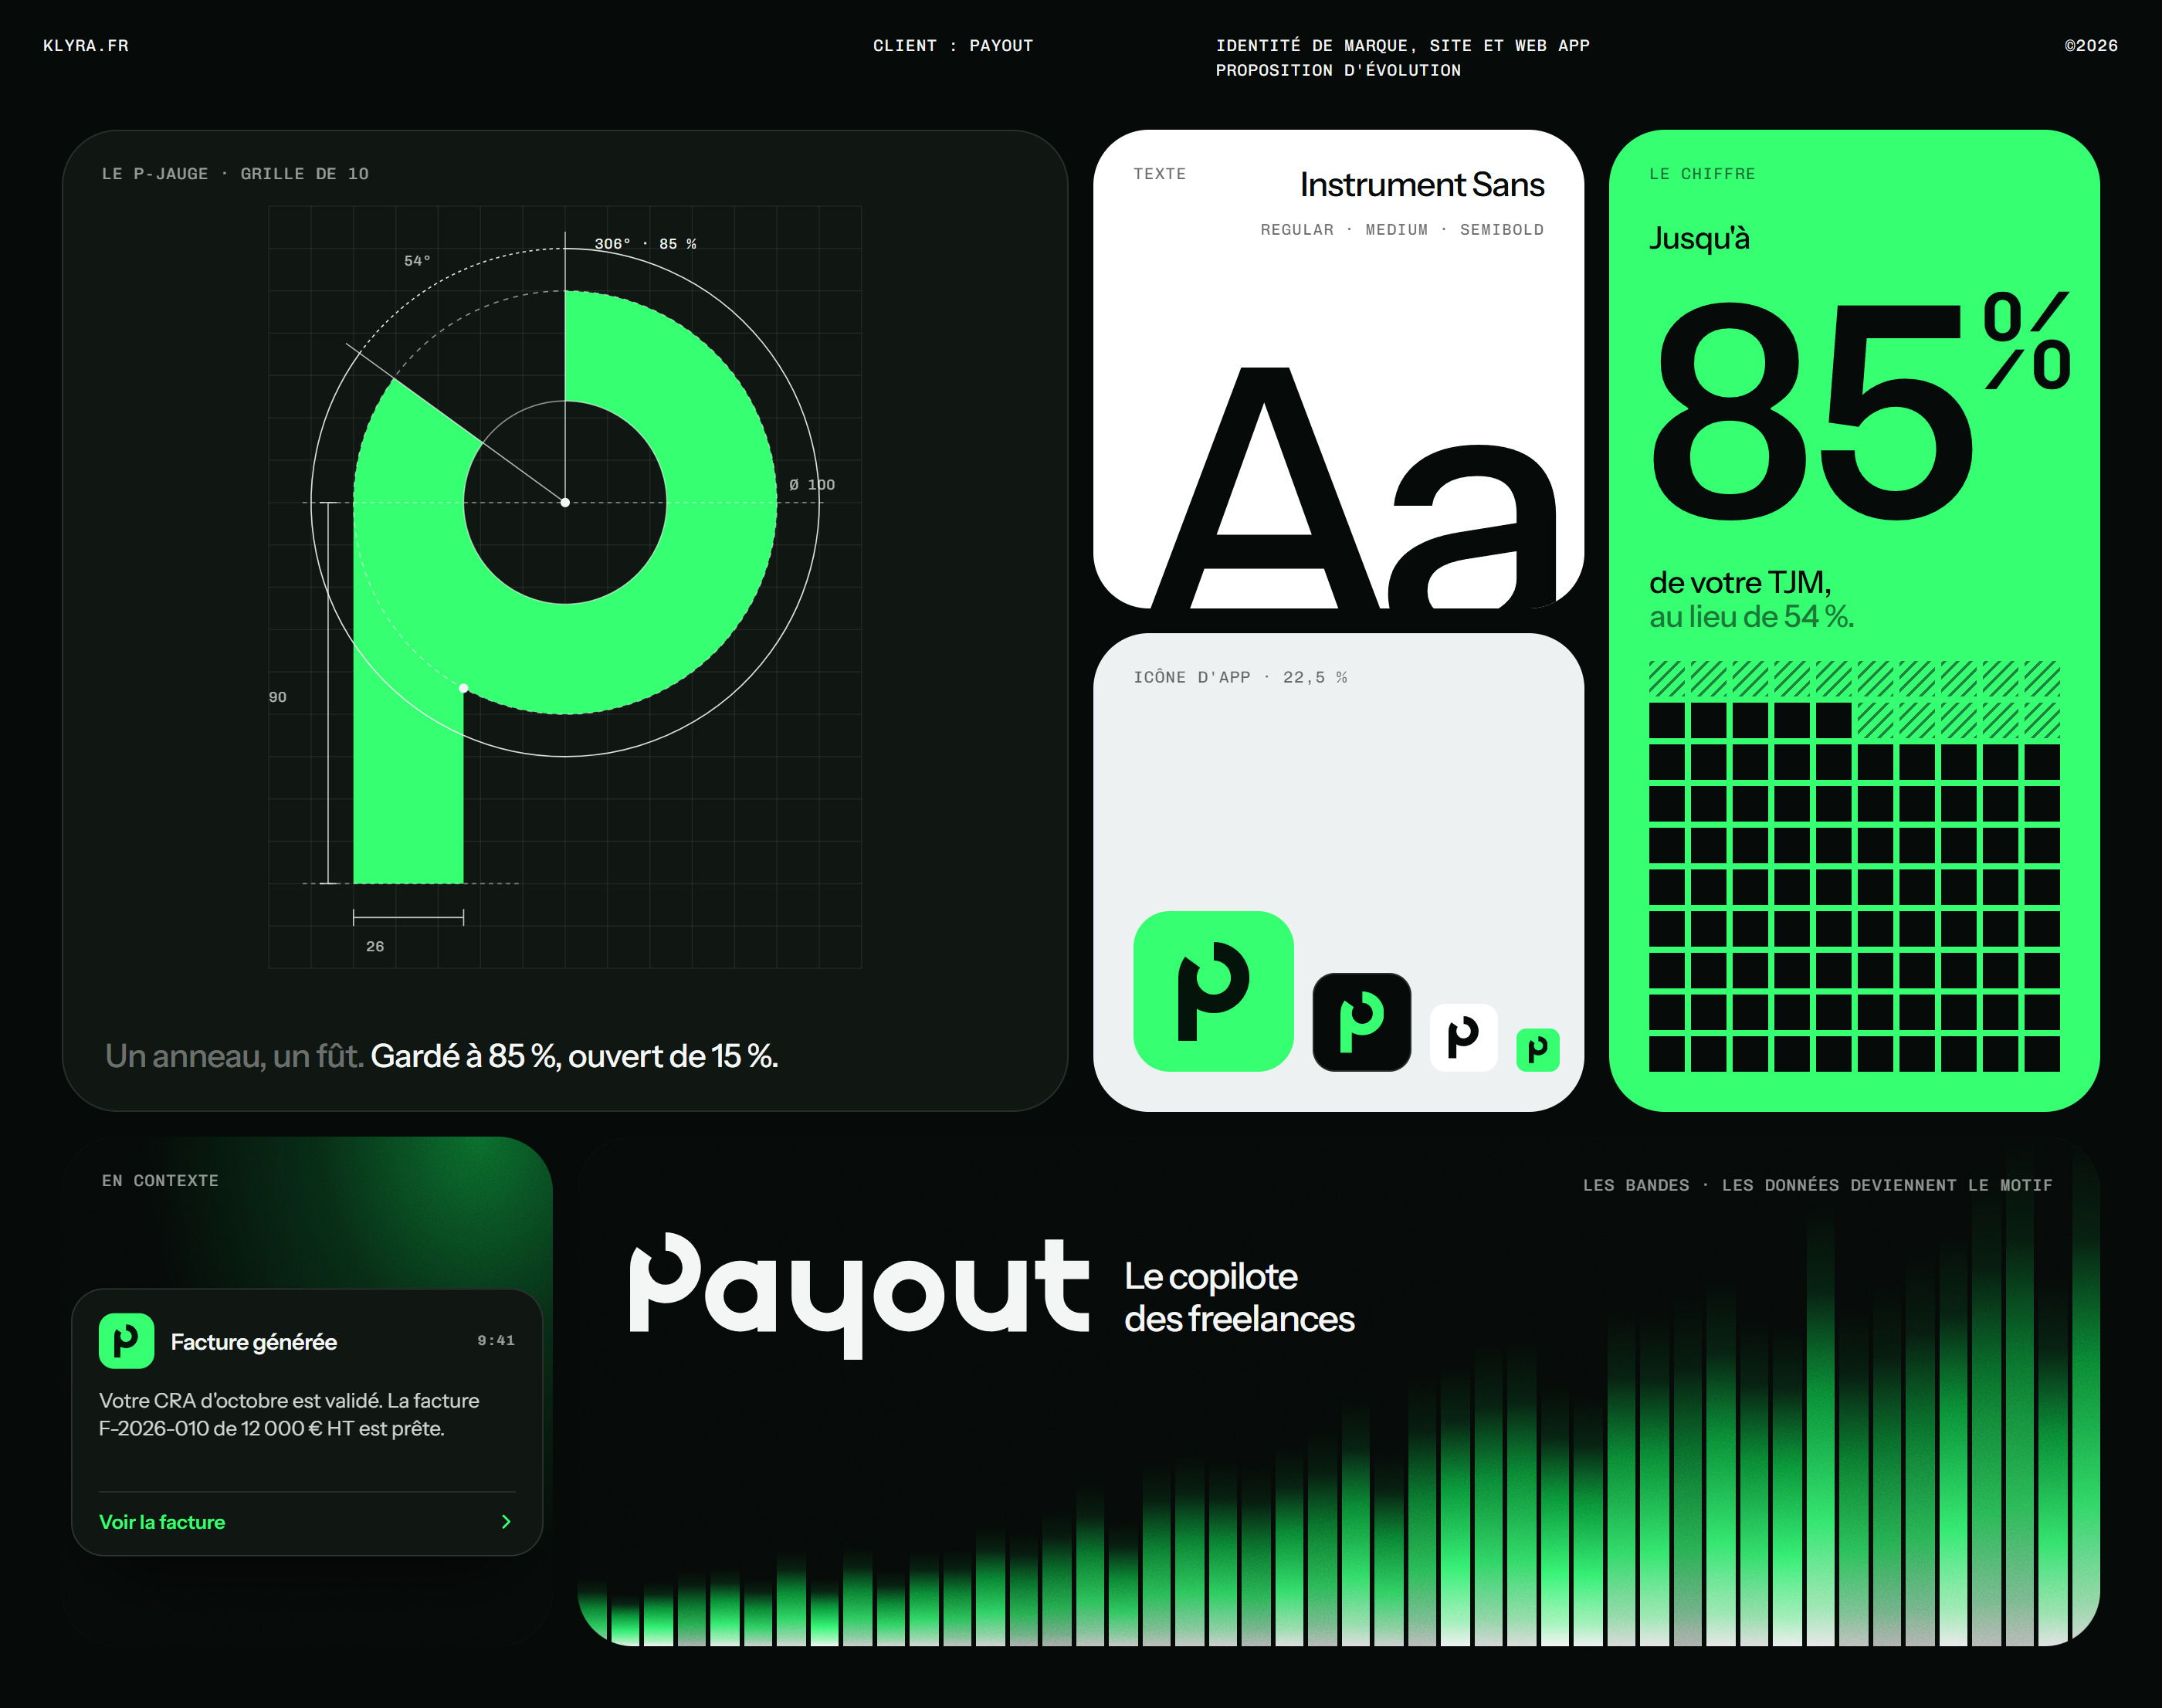 KLYRA.FR
CLIENT : PAYOUT
IDENTITÉ DE MARQUE, SITE ET WEB APP
PROPOSITION D'ÉVOLUTION
©2026
LE P-JAUGE · GRILLE DE 10
306° · 85 %
54°
Ø 100
90
26
Un anneau, un fût. Gardé à 85 %, ouvert de 15 %.
TEXTE
Instrument Sans
REGULAR · MEDIUM · SEMIBOLD
Aa
ICÔNE D'APP · 22,5 %
LE CHIFFRE
Jusqu'à
85%
de votre TJM,
au lieu de 54 %.
EN CONTEXTE
Facture générée
9:41
Votre CRA d'octobre est validé. La facture
F-2026-010 de 12 000 € HT est prête.
Voir la facture
LES BANDES · LES DONNÉES DEVIENNENT LE MOTIF
Payout
Le copilote
des freelances